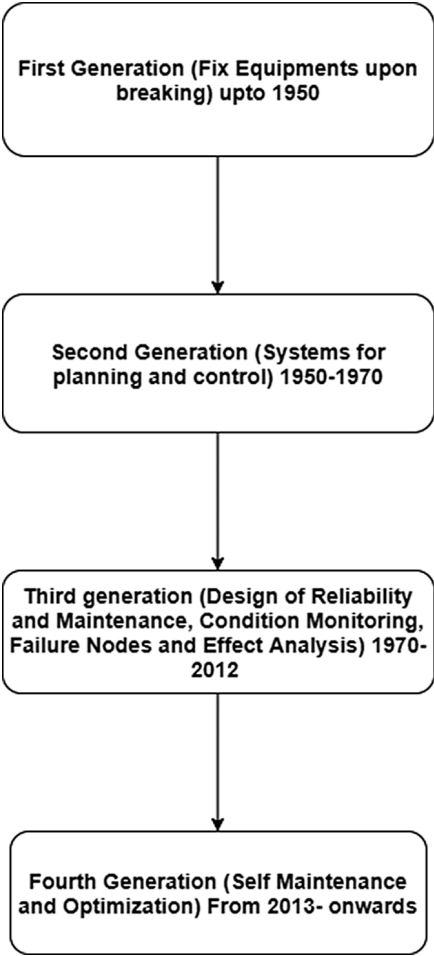 First Generation (Fix Equipments upon
breaking) upto 1950
Second Generation (Systems for
planning and control) 1950-1970
Third generation (Design of Reliability
and Maintenance, Condition Monitoring,
Failure Nodes and Effect Analysis) 1970-
2012
Fourth Generation (Self Maintenance
and Optimization) From 2013- onwards